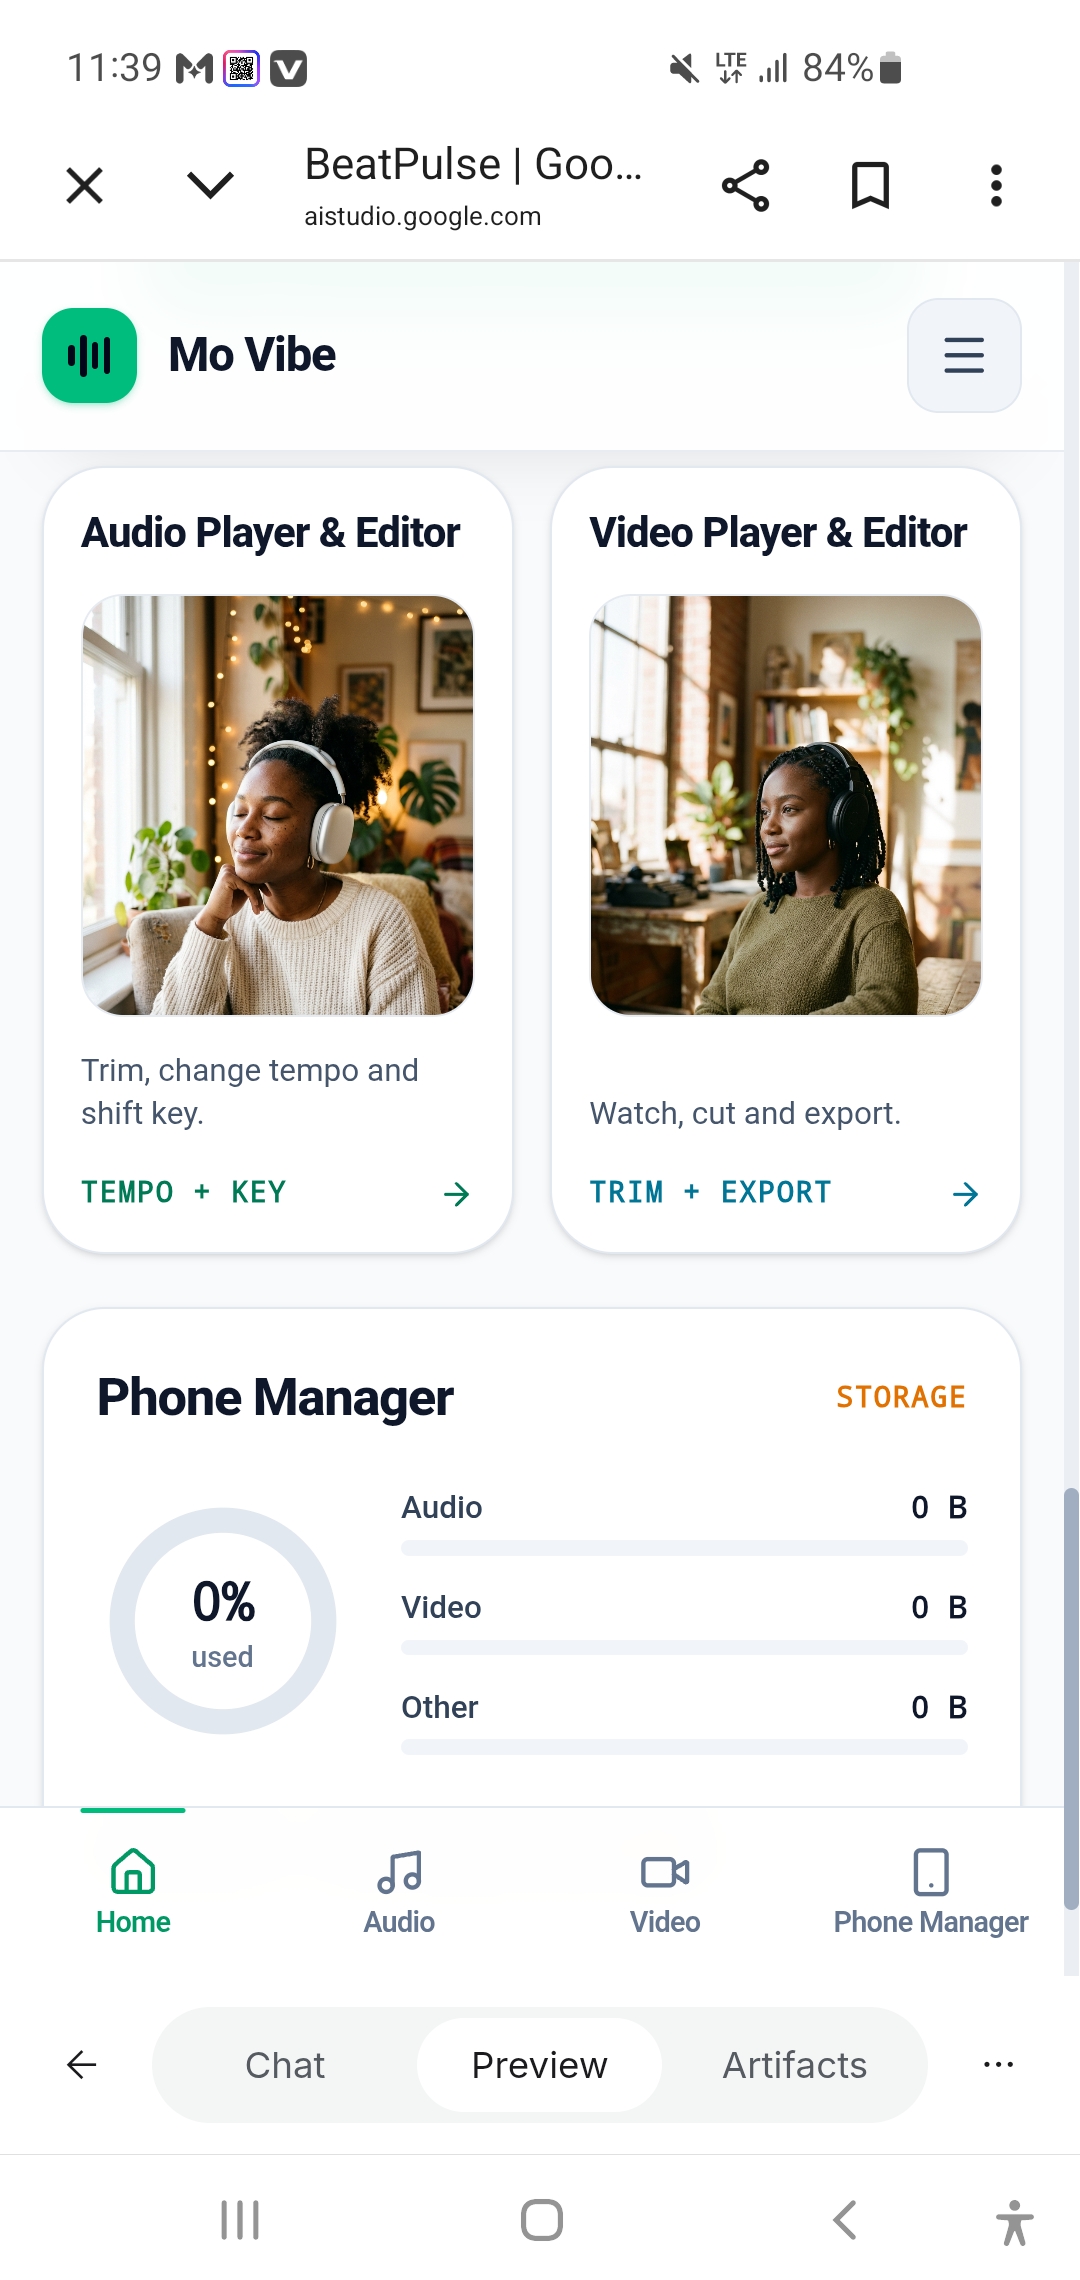 11:39
LTE
84%
BeatPulse | Goo...
aistudio.google.com
Mo Vibe
Audio Player & Editor
Trim, change tempo and
shift key.
TEMPO + KEY
Video Player & Editor
Watch, cut and export.
TRIM + EXPORT
Phone Manager
STORAGE
0%
used
Audio 0 B
Video 0 B
Other 0 B
Home
Audio
Video
Phone Manager
Chat
Preview
Artifacts